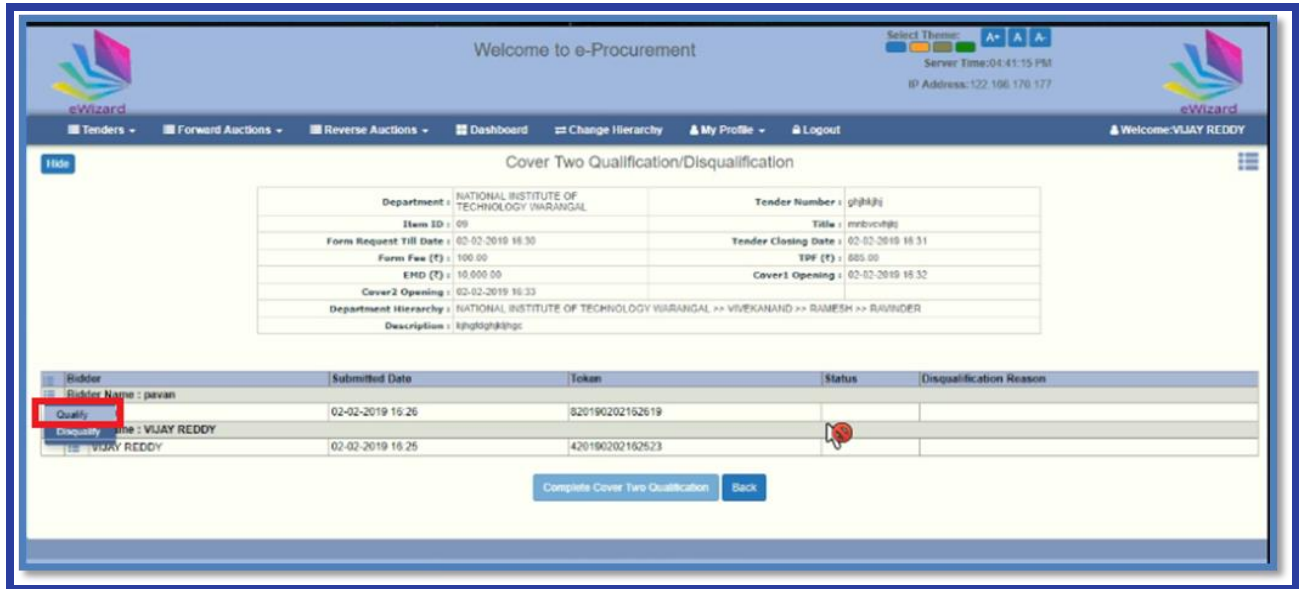 Welcome to e-Procurement
Select Theme: A+ A A-
Server Time:04:41:15 PM
IP Address:122.166.176.177
eWizard
eWizard
Tenders Forward Auctions Reverse Auctions Dashboard Change Hierarchy My Profile Logout Welcome:VIJAY REDDY
Hide
Cover Two Qualification/Disqualification
Department : NATIONAL INSTITUTE OF TECHNOLOGY WARANGAL Tender Number :
Item ID : 09 Title :
Form Request Till Date : 02-02-2019 16:30 Tender Closing Date : 02-02-2019 16:31
Form Fee (₹) : 100.00 TPF (₹) : 885.00
EMD (₹) : 10,000.00 Cover1 Opening : 02-02-2019 16:32
Cover2 Opening : 02-02-2019 16:33
Department Hierarchy : NATIONAL INSTITUTE OF TECHNOLOGY WARANGAL >> VIVEKANAND >> RAMESH >> RAVINDER
Description :
Bidder Submitted Date Token Status Disqualification Reason
Bidder Name : pavan
Qualify 02-02-2019 16:26 820190202162619
Disqualify me : VIJAY REDDY
VIJAY REDDY 02-02-2019 16:25 420190202162523
Complete Cover Two Qualification Back